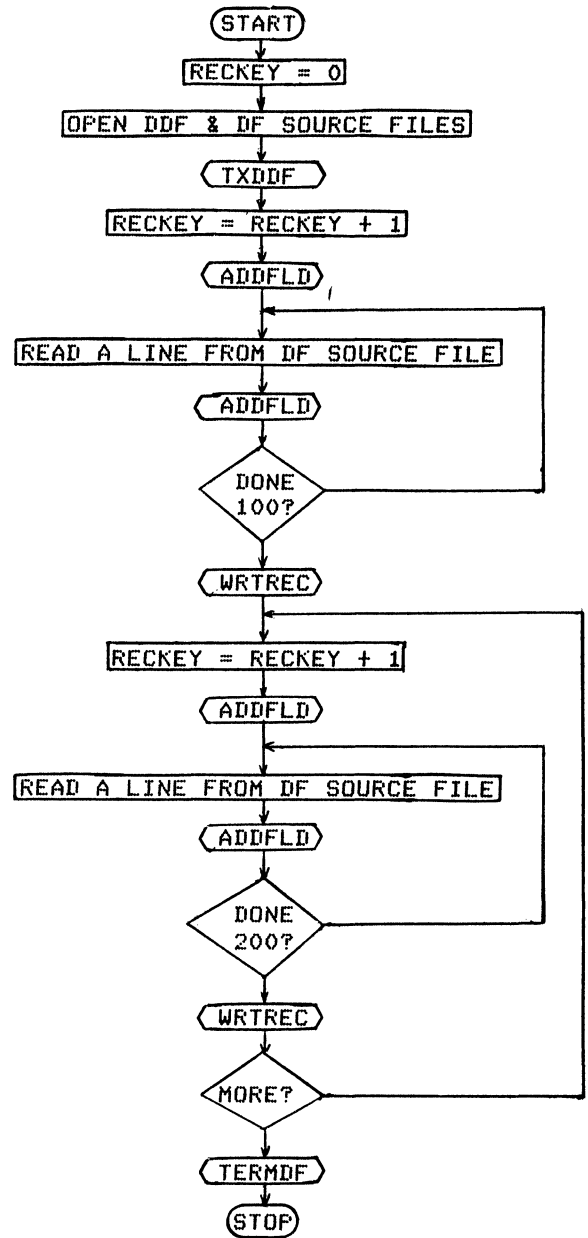 START
RECKEY = 0
OPEN DDF & DF SOURCE FILES
TXDDF
RECKEY = RECKEY + 1
ADDFLD
READ A LINE FROM DF SOURCE FILE
ADDFLD
DONE
100?
WRTREC
RECKEY = RECKEY + 1
ADDFLD
READ A LINE FROM DF SOURCE FILE
ADDFLD
DONE
200?
WRTREC
MORE?
TERMDF
STOP